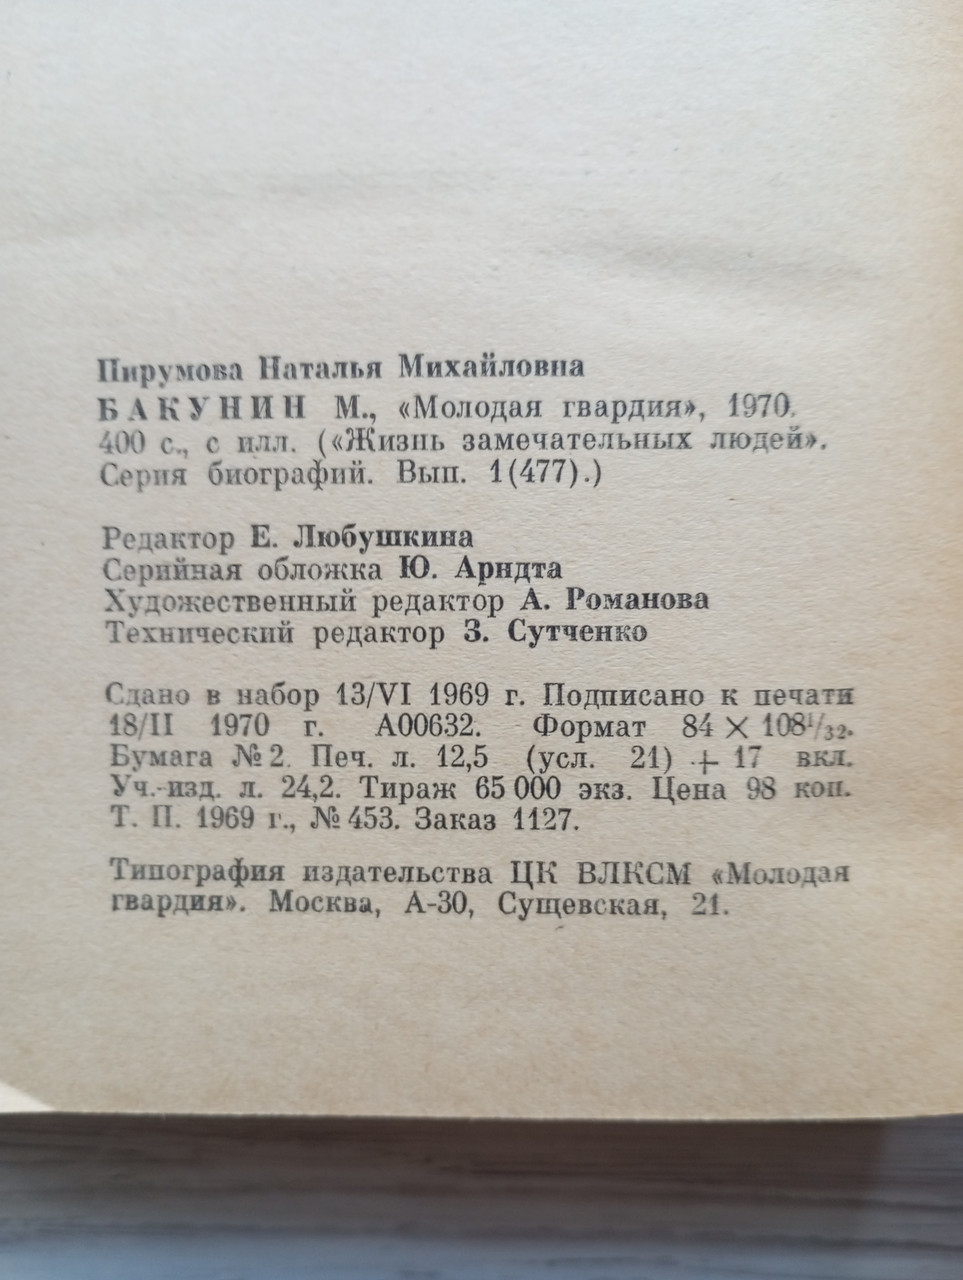 Пирумова Наталья Михайловна
БАКУНИН М., «Молодая гвардия», 1970.
400 с., с илл. («Жизнь замечательных людей».
Серия биографий. Вып. 1(477).)
Редактор Е. Любушкина
Серийная обложка Ю. Арндта
Художественный редактор А. Романова
Технический редактор З. Сутченко
Сдано в набор 13/VI 1969 г. Подписано к печати
18/II 1970 г. А00632. Формат 84 × 108¹/₃₂.
Бумага № 2. Печ. л. 12,5 (усл. 21) + 17 вкл.
Уч.-изд. л. 24,2. Тираж 65 000 экз. Цена 98 коп.
Т. П. 1969 г., № 453. Заказ 1127.
Типография издательства ЦК ВЛКСМ «Молодая
гвардия». Москва, А-30, Сущевская, 21.